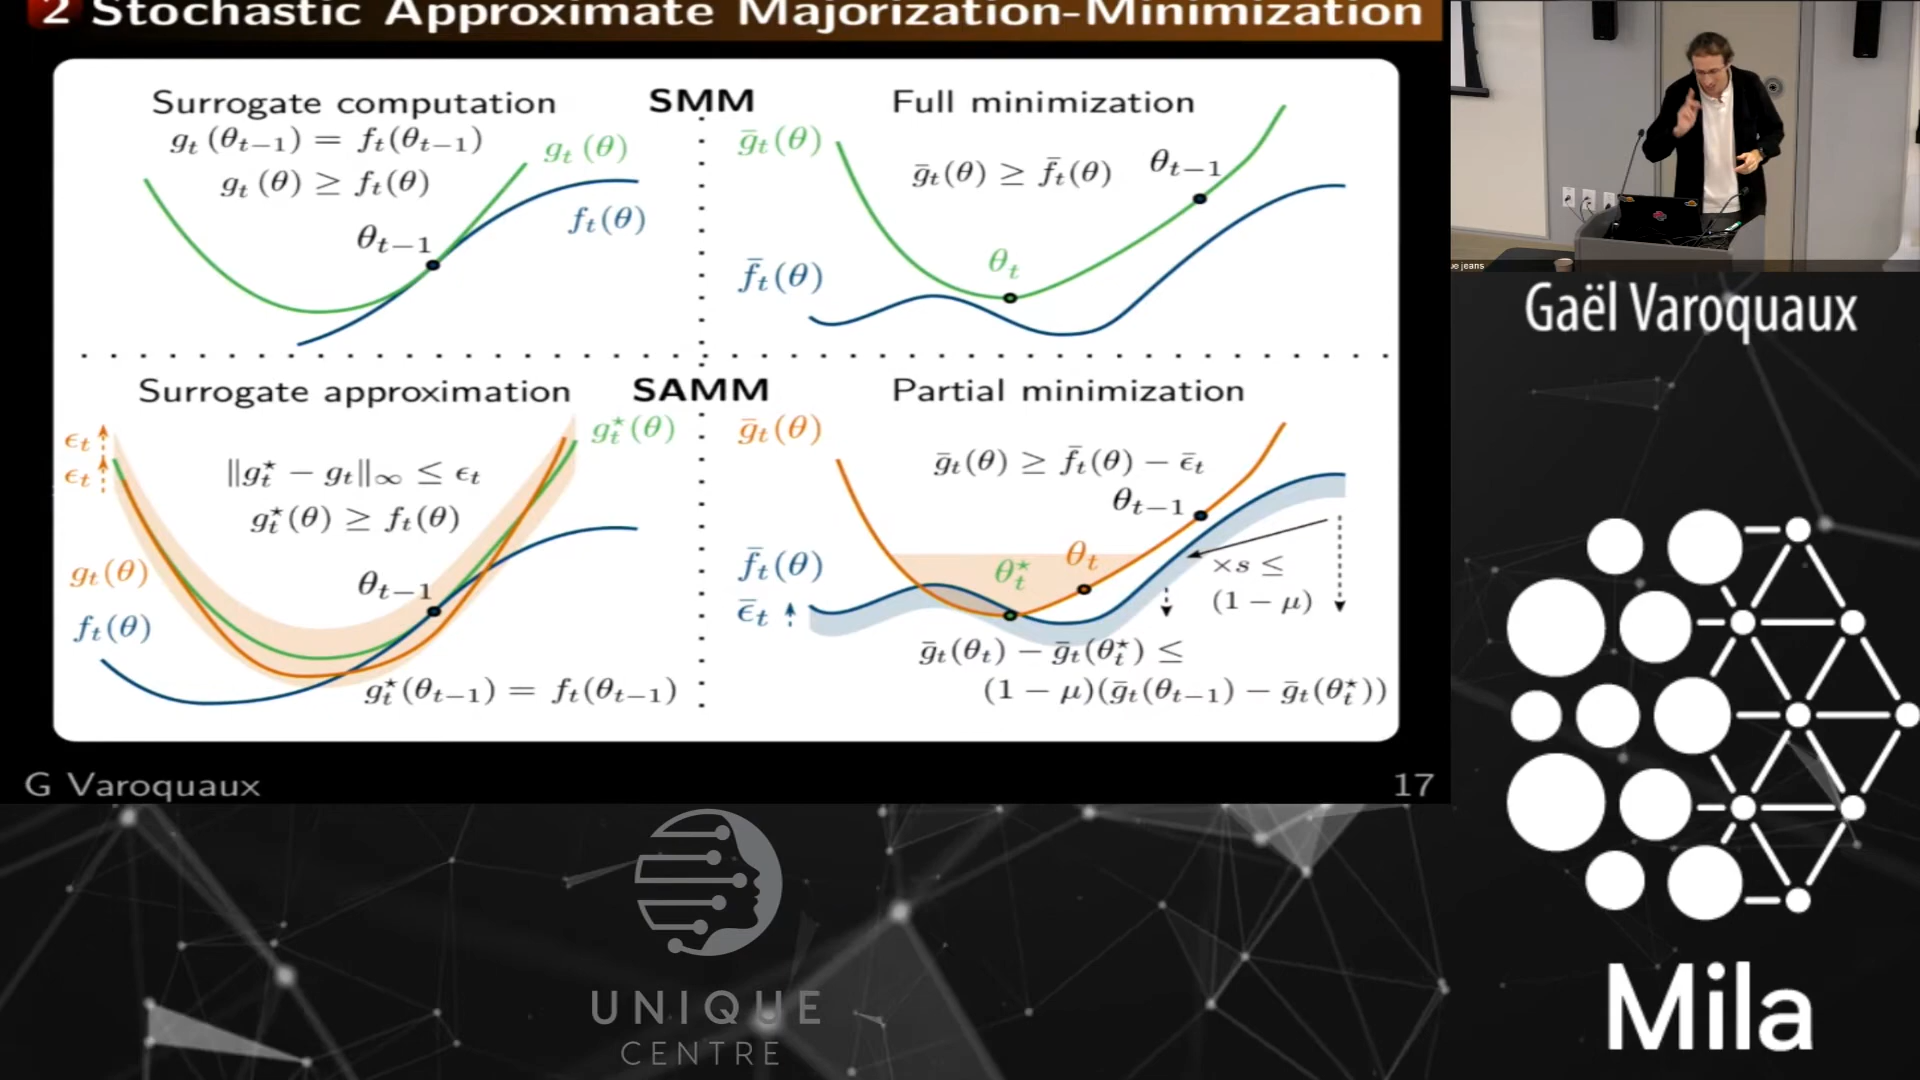 2 Stochastic Approximate Majorization-Minimization
Surrogate computation
SMM
Full minimization
g_t(θ_{t−1}) = f_t(θ_{t−1})
g_t(θ) ≥ f_t(θ)
g_t(θ)
θ_{t−1}
f_t(θ)
ḡ_t(θ)
ḡ_t(θ) ≥ f̄_t(θ)
θ_{t−1}
θ_t
f̄_t(θ)
Surrogate approximation
SAMM
Partial minimization
ϵ_t
ϵ_t
g_t^⋆(θ)
‖g_t^⋆ − g_t‖_∞ ≤ ϵ_t
g_t^⋆(θ) ≥ f_t(θ)
g_t(θ)
θ_{t−1}
f_t(θ)
g_t^⋆(θ_{t−1}) = f_t(θ_{t−1})
ḡ_t(θ)
ḡ_t(θ) ≥ f̄_t(θ) − ϵ̄_t
θ_{t−1}
θ_t
θ_t^⋆
f̄_t(θ)
ϵ̄_t
×s ≤
(1 − μ)
ḡ_t(θ_t) − ḡ_t(θ_t^⋆) ≤
(1 − μ)(ḡ_t(θ_{t−1}) − ḡ_t(θ_t^⋆))
G Varoquaux
17
jeans
Gaël Varoquaux
Mila
UNIQUE
CENTRE